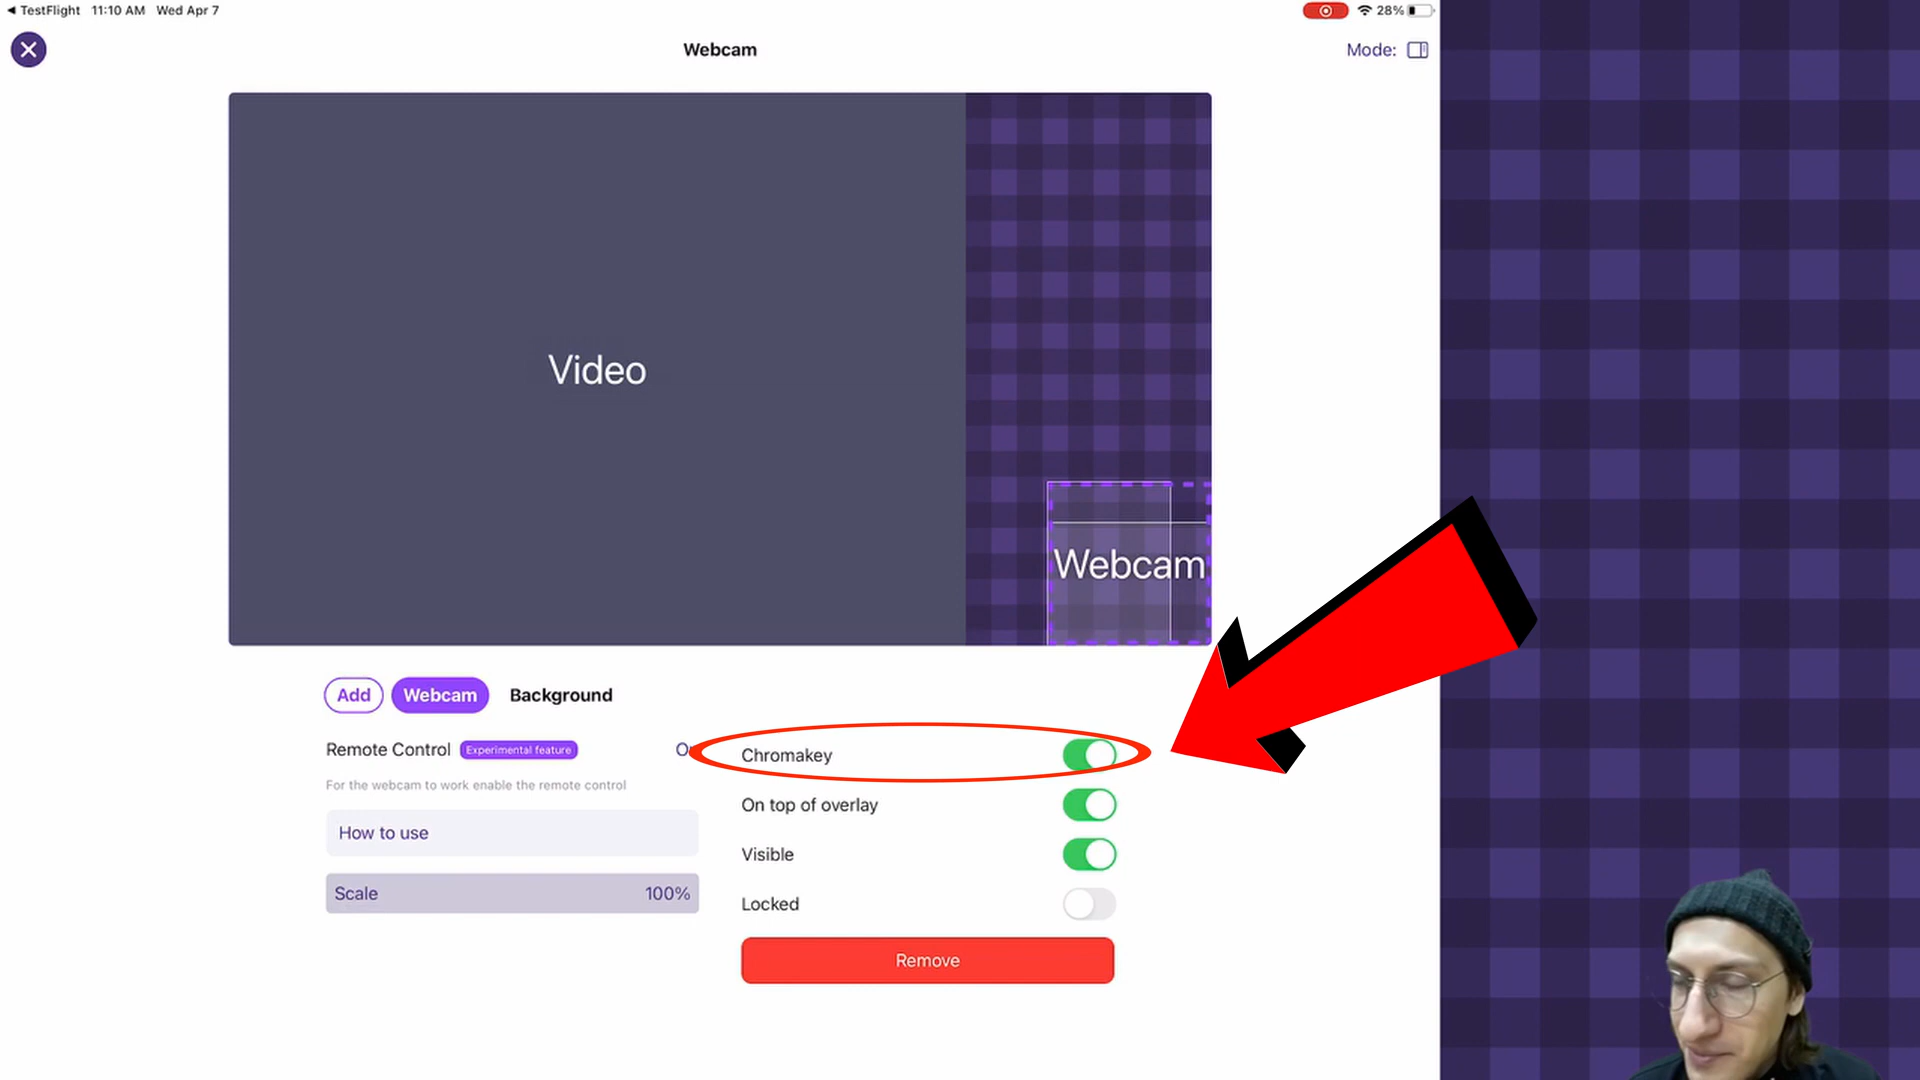 ◀ TestFlight 11:10 AM Wed Apr 7
28%
Webcam
Mode:
Video
Webcam
Add Webcam Background
Remote Control Experimental feature
For the webcam to work enable the remote control
How to use
Scale 100%
Chromakey
On top of overlay
Visible
Locked
Remove